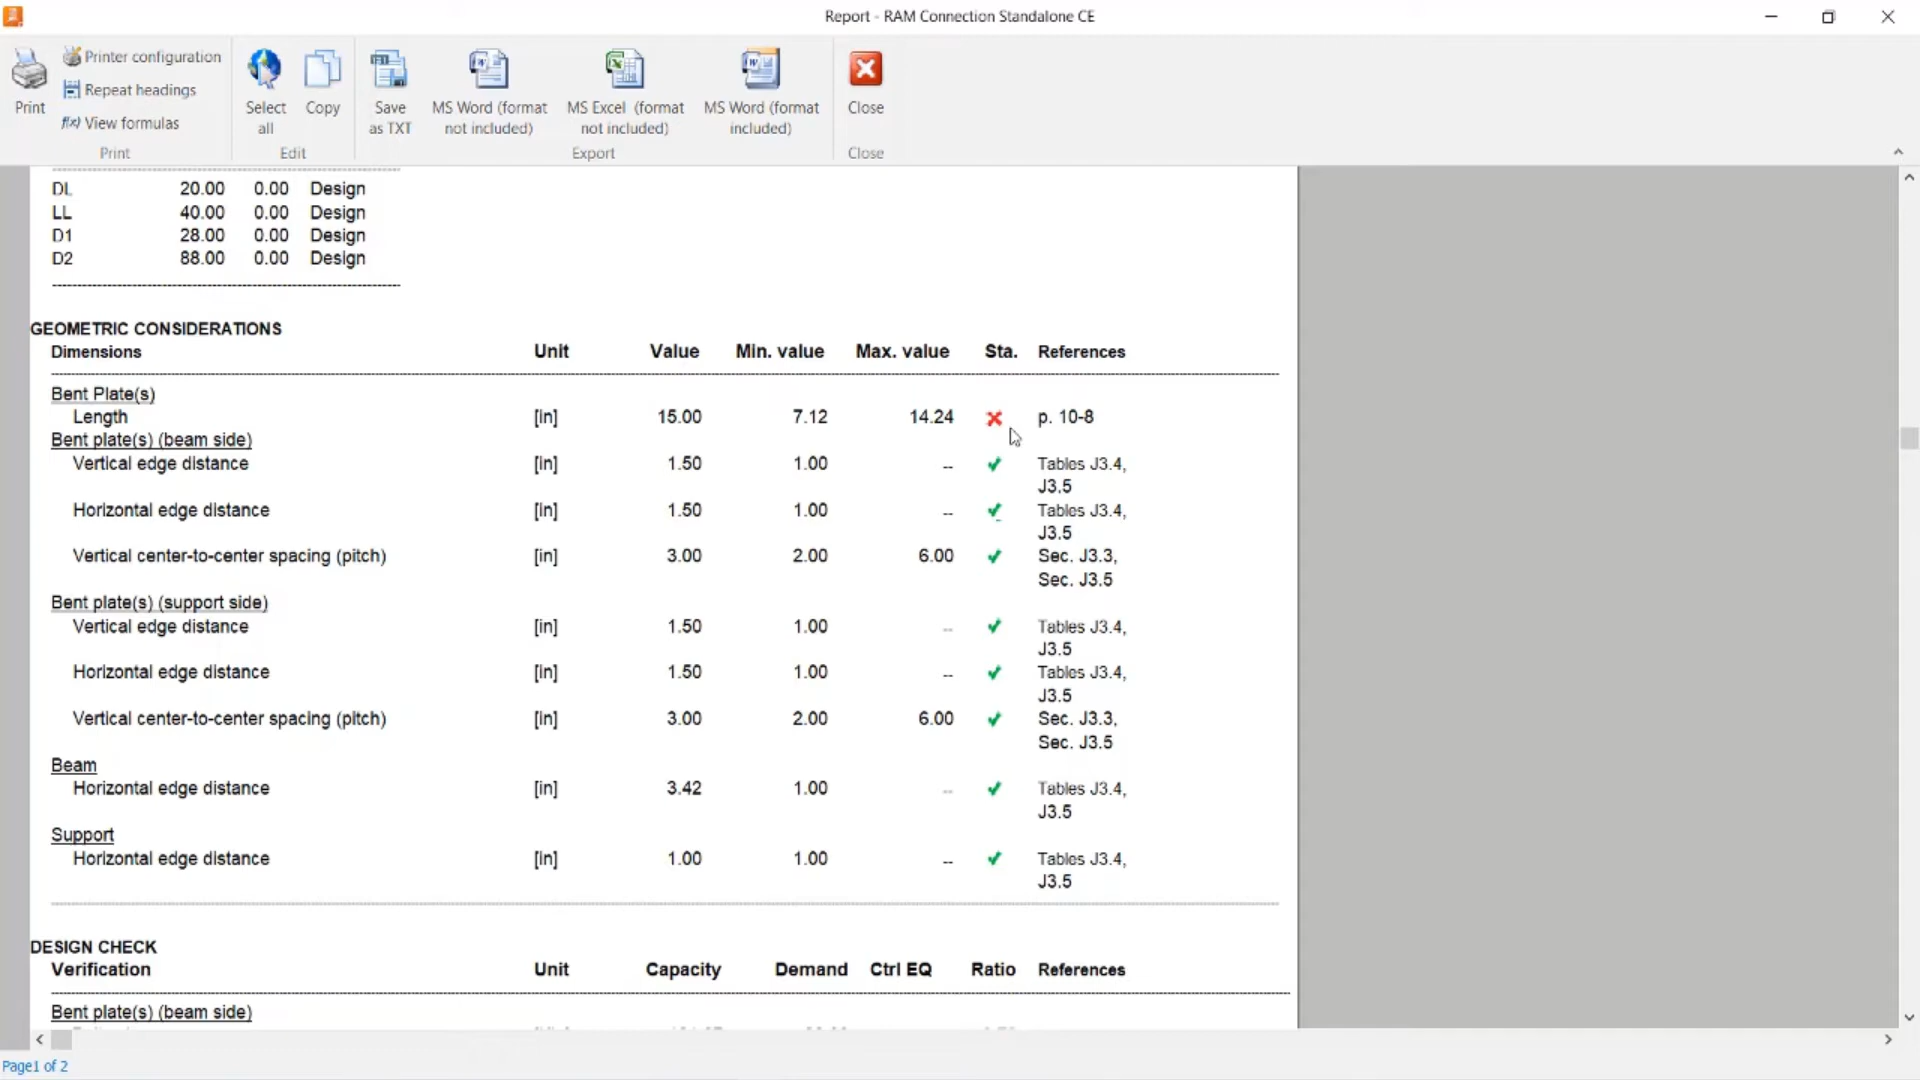 Report - RAM Connection Standalone CE
Print
Printer configuration
Repeat headings
f(x) View formulas
Print
Select all
Copy
Edit
Save as TXT
MS Word (format not included)
MS Excel (format not included)
MS Word (format included)
Export
Close
Close
DL 20.00 0.00 Design
LL 40.00 0.00 Design
D1 28.00 0.00 Design
D2 88.00 0.00 Design
GEOMETRIC CONSIDERATIONS
Dimensions Unit Value Min. value Max. value Sta. References
Bent Plate(s)
Length [in] 15.00 7.12 14.24 p. 10-8
Bent plate(s) (beam side)
Vertical edge distance [in] 1.50 1.00 -- Tables J3.4,
J3.5
Horizontal edge distance [in] 1.50 1.00 -- Tables J3.4,
J3.5
Vertical center-to-center spacing (pitch) [in] 3.00 2.00 6.00 Sec. J3.3,
Sec. J3.5
Bent plate(s) (support side)
Vertical edge distance [in] 1.50 1.00 -- Tables J3.4,
J3.5
Horizontal edge distance [in] 1.50 1.00 -- Tables J3.4,
J3.5
Vertical center-to-center spacing (pitch) [in] 3.00 2.00 6.00 Sec. J3.3,
Sec. J3.5
Beam
Horizontal edge distance [in] 3.42 1.00 -- Tables J3.4,
J3.5
Support
Horizontal edge distance [in] 1.00 1.00 -- Tables J3.4,
J3.5
DESIGN CHECK
Verification Unit Capacity Demand Ctrl EQ Ratio References
Bent plate(s) (beam side)
Page1 of 2